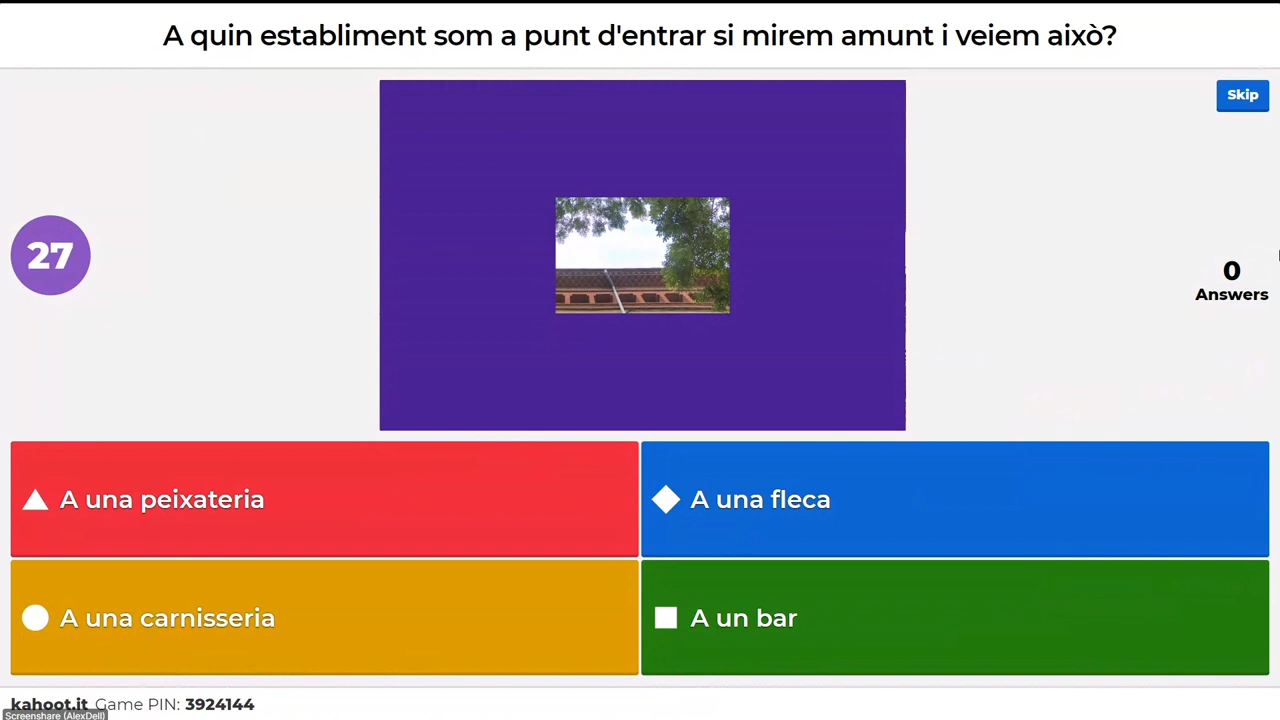 A quin establiment som a punt d'entrar si mirem amunt i veiem això?
Skip
27
0
Answers
A una peixateria
A una fleca
A una carnisseria
A un bar
kahoot.it Game PIN: 3924144
Screenshare (AlexDell)